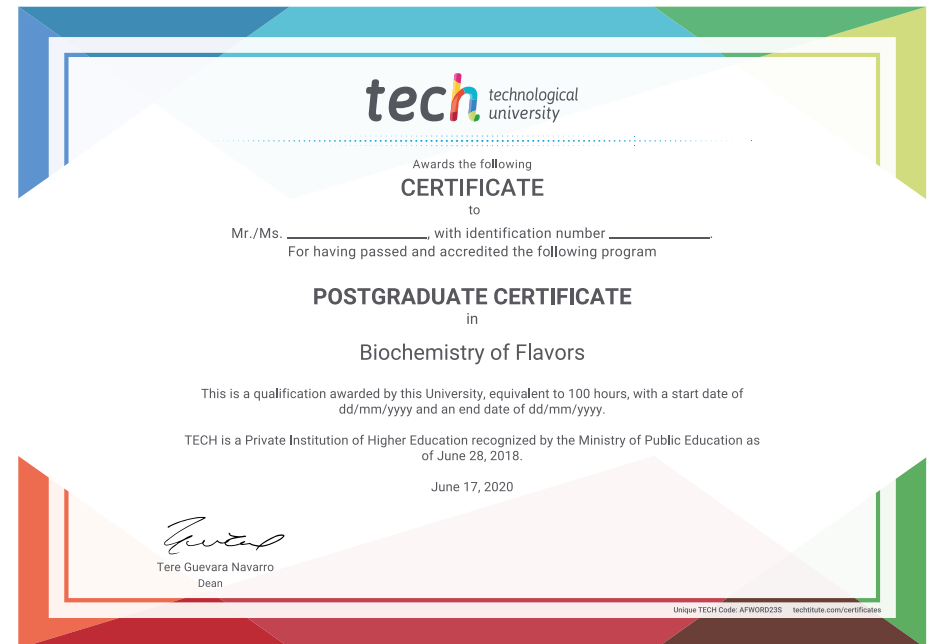 tech technological
university
Awards the following
CERTIFICATE
to
Mr./Ms. ____________________, with identification number ______________.
For having passed and accredited the following program
POSTGRADUATE CERTIFICATE
in
Biochemistry of Flavors
This is a qualification awarded by this University, equivalent to 100 hours, with a start date of
dd/mm/yyyy and an end date of dd/mm/yyyy.
TECH is a Private Institution of Higher Education recognized by the Ministry of Public Education as
of June 28, 2018.
June 17, 2020
Tere Guevara Navarro
Dean
Unique TECH Code: AFWORD23S techtitute.com/certificates